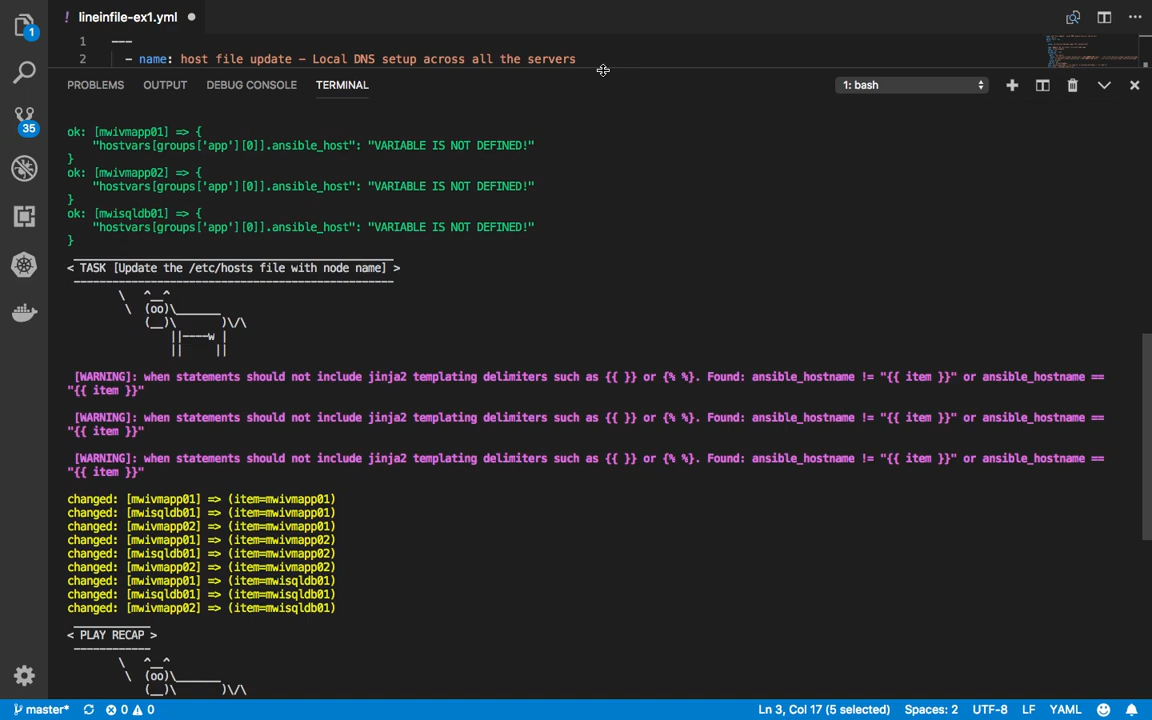 ! lineinfile-ex1.yml ●
1 ---
2 - name: host file update - Local DNS setup across all the servers
PROBLEMS OUTPUT DEBUG CONSOLE TERMINAL 1: bash
1
35
ok: [mwivmapp01] => {
"hostvars[groups['app'][0]].ansible_host": "VARIABLE IS NOT DEFINED!"
}
ok: [mwivmapp02] => {
"hostvars[groups['app'][0]].ansible_host": "VARIABLE IS NOT DEFINED!"
}
ok: [mwisqldb01] => {
"hostvars[groups['app'][0]].ansible_host": "VARIABLE IS NOT DEFINED!"
}
_________________________________________________
< TASK [Update the /etc/hosts file with node name] >
-------------------------------------------------
\ ^__^
\ (oo)\_______
(__)\ )\/\
||----w |
|| ||
[WARNING]: when statements should not include jinja2 templating delimiters such as {{ }} or {% %}. Found: ansible_hostname != "{{ item }}" or ansible_hostname ==
"{{ item }}"
[WARNING]: when statements should not include jinja2 templating delimiters such as {{ }} or {% %}. Found: ansible_hostname != "{{ item }}" or ansible_hostname ==
"{{ item }}"
[WARNING]: when statements should not include jinja2 templating delimiters such as {{ }} or {% %}. Found: ansible_hostname != "{{ item }}" or ansible_hostname ==
"{{ item }}"
changed: [mwivmapp01] => (item=mwivmapp01)
changed: [mwisqldb01] => (item=mwivmapp01)
changed: [mwivmapp02] => (item=mwivmapp01)
changed: [mwivmapp01] => (item=mwivmapp02)
changed: [mwisqldb01] => (item=mwivmapp02)
changed: [mwivmapp02] => (item=mwivmapp02)
changed: [mwivmapp01] => (item=mwisqldb01)
changed: [mwisqldb01] => (item=mwisqldb01)
changed: [mwivmapp02] => (item=mwisqldb01)
____________
< PLAY RECAP >
------------
\ ^__^
\ (oo)\_______
(__)\ )\/\
master* 0 0 Ln 3, Col 17 (5 selected) Spaces: 2 UTF-8 LF YAML